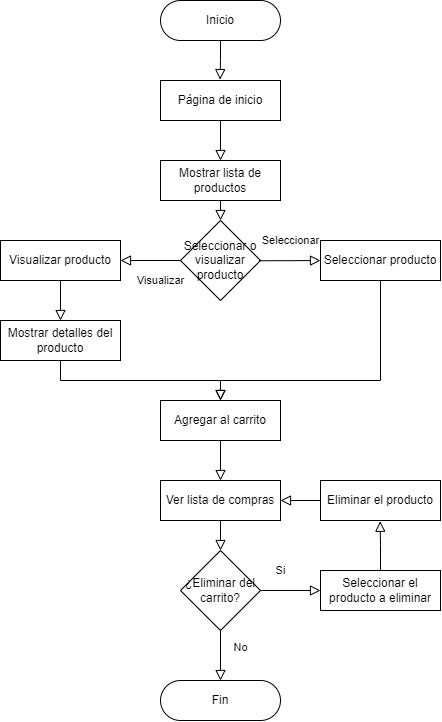 Inicio
Página de inicio
Mostrar lista de
productos
Seleccionar o
visualizar
producto
Seleccionar
Visualizar
Visualizar producto
Seleccionar producto
Mostrar detalles del
producto
Agregar al carrito
Ver lista de compras
Eliminar el producto
¿Eliminar del
carrito?
Si
Seleccionar el
producto a eliminar
No
Fin